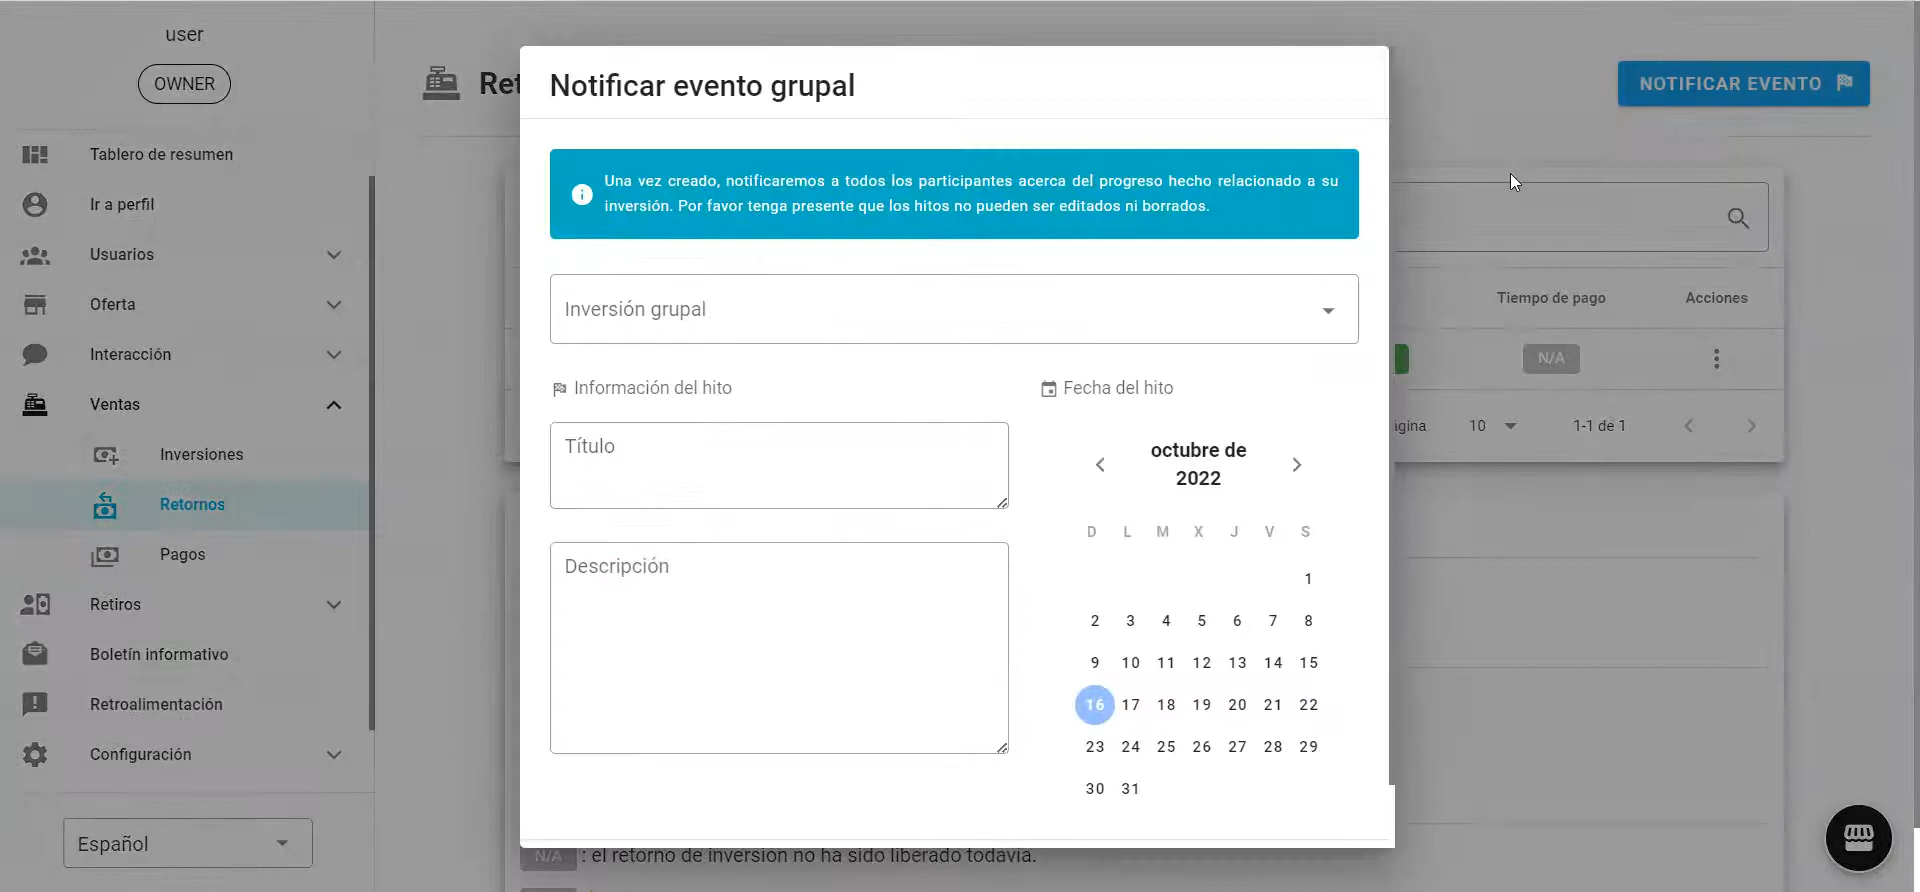 user
OWNER
Tablero de resumen
Ir a perfil
Usuarios
Oferta
Interacción
Ventas
Inversiones
Retornos
Pagos
Retiros
Boletín informativo
Retroalimentación
Configuración
Español
Ret
NOTIFICAR EVENTO
Notificar evento grupal
Una vez creado, notificaremos a todos los participantes acerca del progreso hecho relacionado a su
inversión. Por favor tenga presente que los hitos no pueden ser editados ni borrados.
Inversión grupal
Información del hito
Título
Descripción
Fecha del hito
octubre de
2022
D L M X J V S
1
2 3 4 5 6 7 8
9 10 11 12 13 14 15
16 17 18 19 20 21 22
23 24 25 26 27 28 29
30 31
Tiempo de pago Acciones
N/A
ágina 10 1-1 de 1
N/A : el retorno de inversión no ha sido liberado todavía.